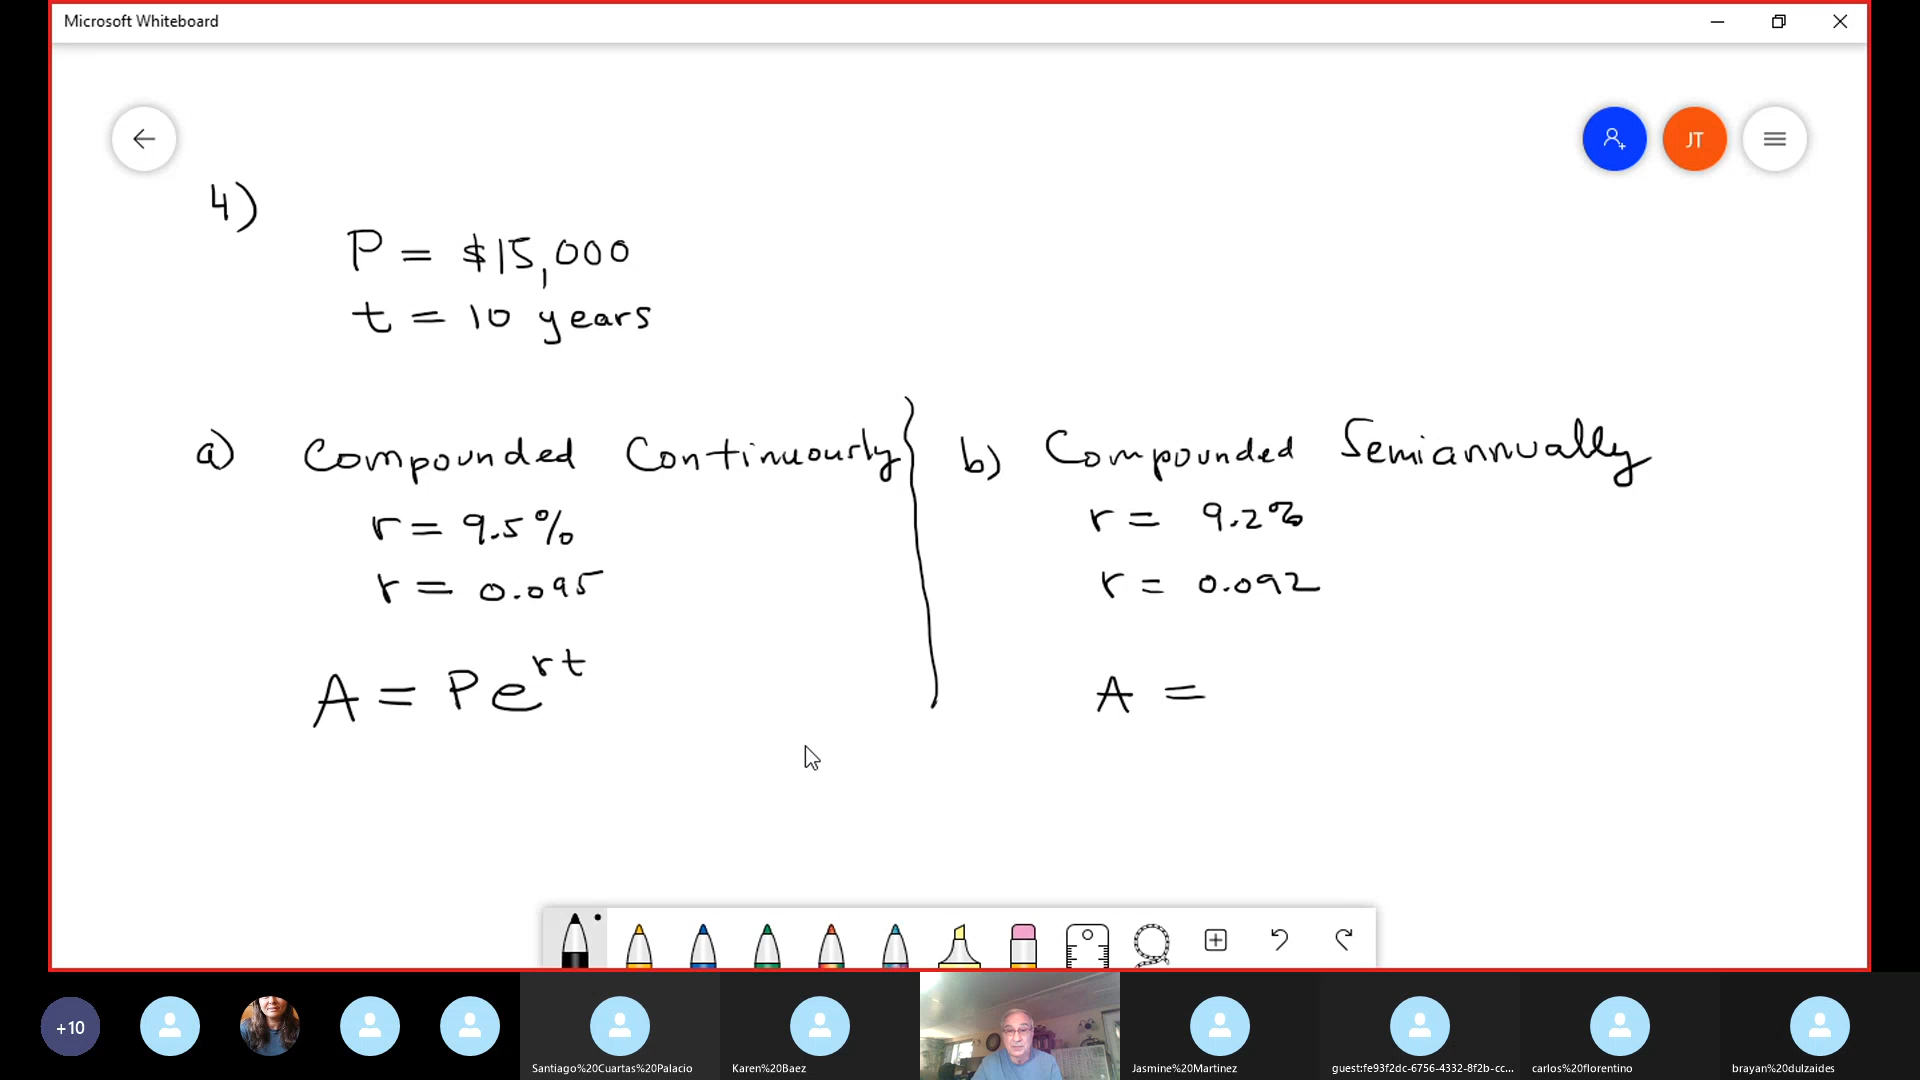 Microsoft Whiteboard
JT
4)
P = $15,000
t = 10 years
a) Compounded Continuously
r = 9.5%
r = 0.095
A = Pe^{rt}
b) Compounded Semiannually
r = 9.2%
r = 0.092
A =
+10
Santiago%20Cuartas%20Palacio
Karen%20Baez
Jasmine%20Martinez
guest:fe93f2dc-6756-4332-8f2b-cc...
carlos%20florentino
brayan%20dulzaides